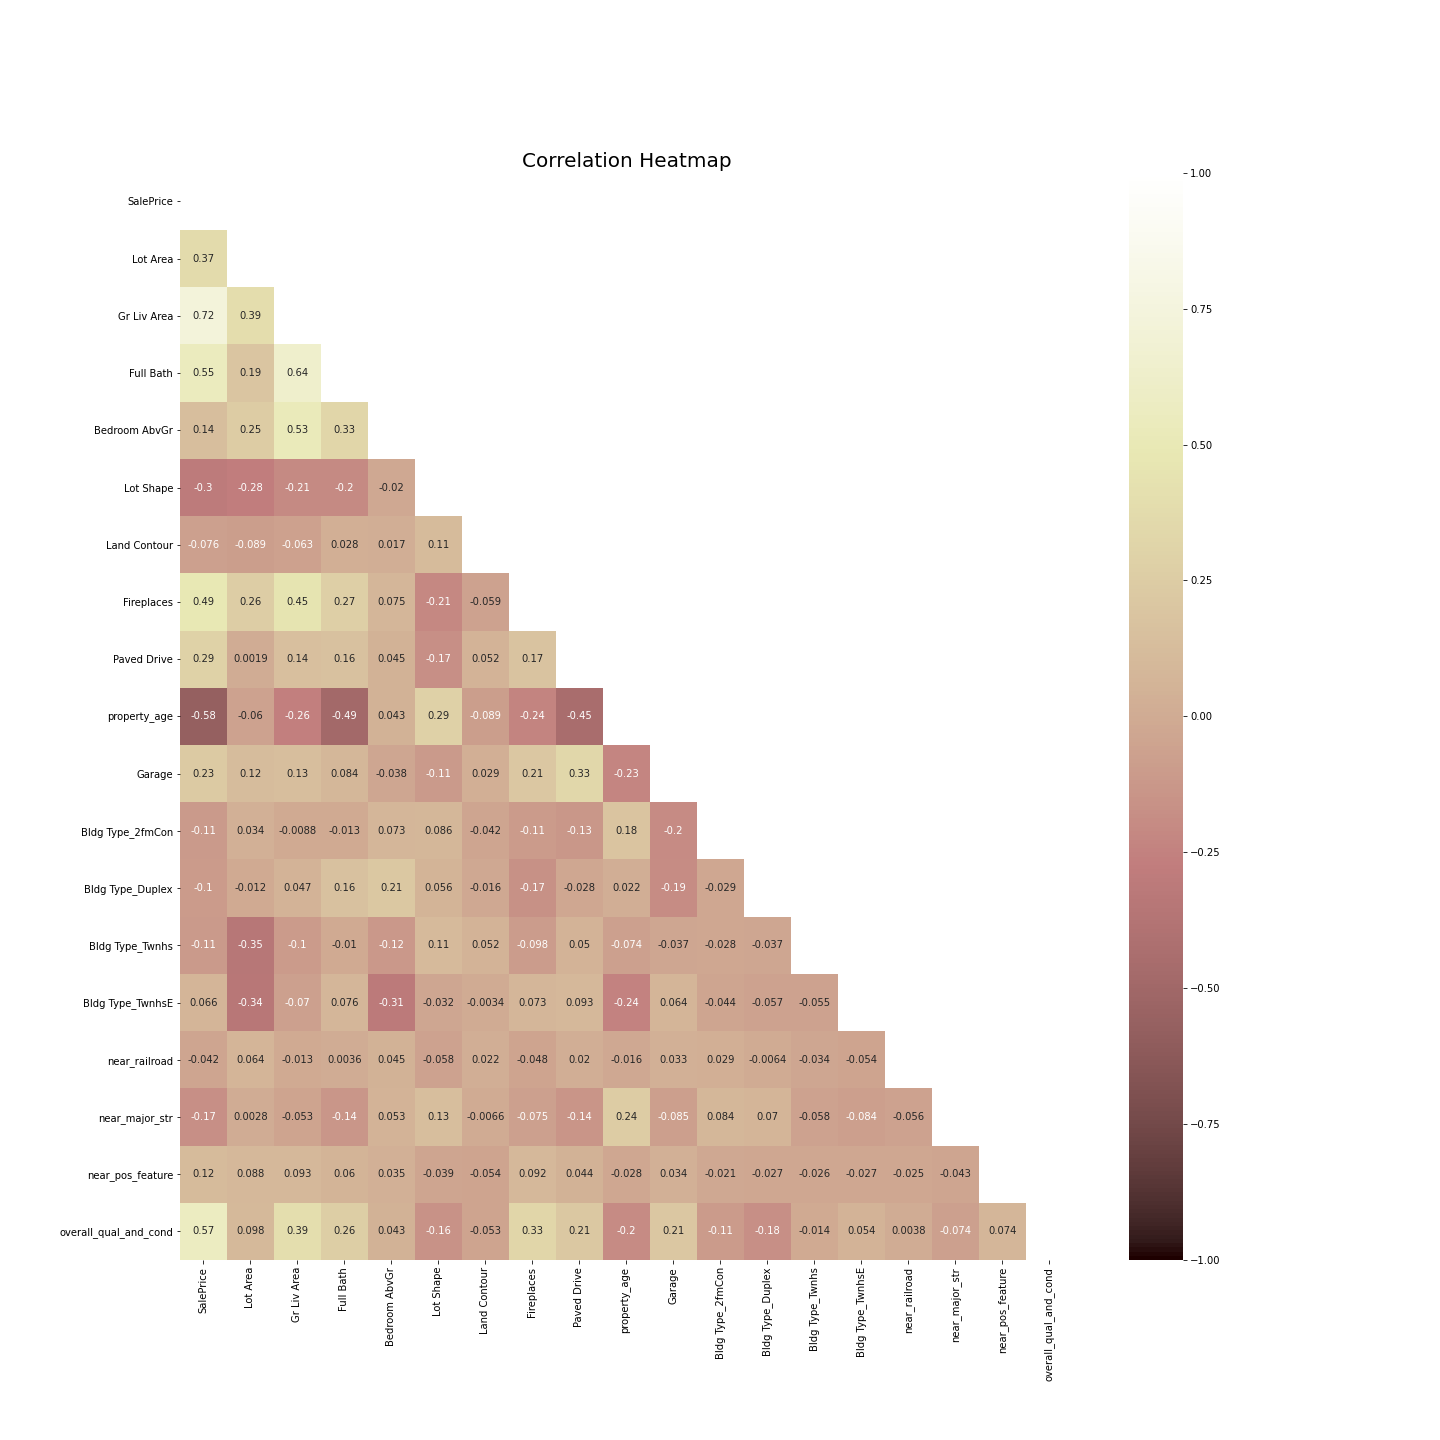 Correlation Heatmap
1.00
SalePrice
Lot Area 0.37
Gr Liv Area 0.72 0.39
0.75
Full Bath 0.55 0.19 0.64
Bedroom AbvGr 0.14 0.25 0.53 0.33
0.50
Lot Shape -0.3 -0.28 -0.21 -0.2 -0.02
Land Contour -0.076 -0.089 -0.063 0.028 0.017 0.11
0.25
Fireplaces 0.49 0.26 0.45 0.27 0.075 -0.21 -0.059
Paved Drive 0.29 0.0019 0.14 0.16 0.045 -0.17 0.052 0.17
property_age -0.58 -0.06 -0.26 -0.49 0.043 0.29 -0.089 -0.24 -0.45
0.00
Garage 0.23 0.12 0.13 0.084 -0.038 -0.11 0.029 0.21 0.33 -0.23
Bldg Type_2fmCon -0.11 0.034 -0.0088 -0.013 0.073 0.086 -0.042 -0.11 -0.13 0.18 -0.2
−0.25
Bldg Type_Duplex -0.1 -0.012 0.047 0.16 0.21 0.056 -0.016 -0.17 -0.028 0.022 -0.19 -0.029
Bldg Type_Twnhs -0.11 -0.35 -0.1 -0.01 -0.12 0.11 0.052 -0.098 0.05 -0.074 -0.037 -0.028 -0.037
−0.50
Bldg Type_TwnhsE 0.066 -0.34 -0.07 0.076 -0.31 -0.032 -0.0034 0.073 0.093 -0.24 0.064 -0.044 -0.057 -0.055
near_railroad -0.042 0.064 -0.013 0.0036 0.045 -0.058 0.022 -0.048 0.02 -0.016 0.033 0.029 -0.0064 -0.034 -0.054
near_major_str -0.17 0.0028 -0.053 -0.14 0.053 0.13 -0.0066 -0.075 -0.14 0.24 -0.085 0.084 0.07 -0.058 -0.084 -0.056
−0.75
near_pos_feature 0.12 0.088 0.093 0.06 0.035 -0.039 -0.054 0.092 0.044 -0.028 0.034 -0.021 -0.027 -0.026 -0.027 -0.025 -0.043
overall_qual_and_cond 0.57 0.098 0.39 0.26 0.043 -0.16 -0.053 0.33 0.21 -0.2 0.21 -0.11 -0.18 -0.014 0.054 0.0038 -0.074 0.074
−1.00
SalePrice
Lot Area
Gr Liv Area
Full Bath
Bedroom AbvGr
Lot Shape
Land Contour
Fireplaces
Paved Drive
property_age
Garage
Bldg Type_2fmCon
Bldg Type_Duplex
Bldg Type_Twnhs
Bldg Type_TwnhsE
near_railroad
near_major_str
near_pos_feature
overall_qual_and_cond